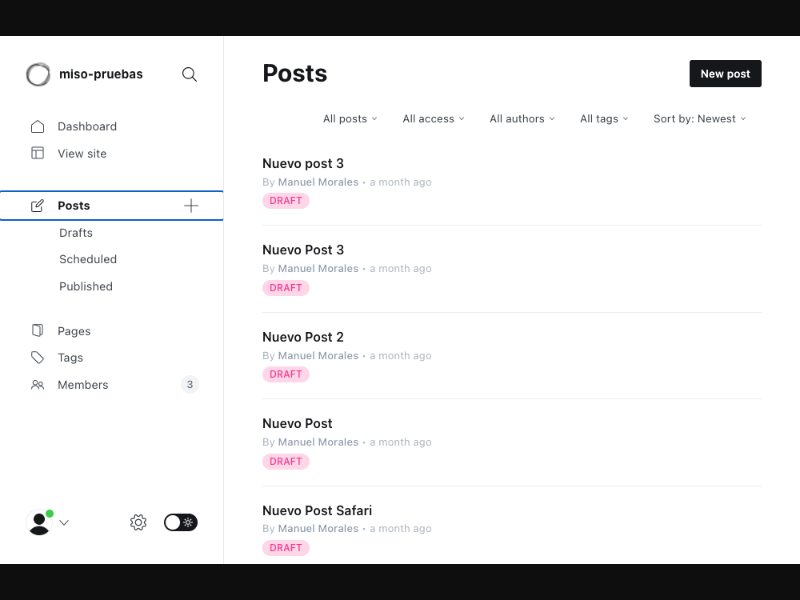 miso-pruebas
Dashboard
View site
Posts
Drafts
Scheduled
Published
Pages
Tags
Members 3
Posts
New post
All posts All access All authors All tags Sort by: Newest
Nuevo post 3
By Manuel Morales • a month ago
DRAFT
Nuevo Post 3
By Manuel Morales • a month ago
DRAFT
Nuevo Post 2
By Manuel Morales • a month ago
DRAFT
Nuevo Post
By Manuel Morales • a month ago
DRAFT
Nuevo Post Safari
By Manuel Morales • a month ago
DRAFT